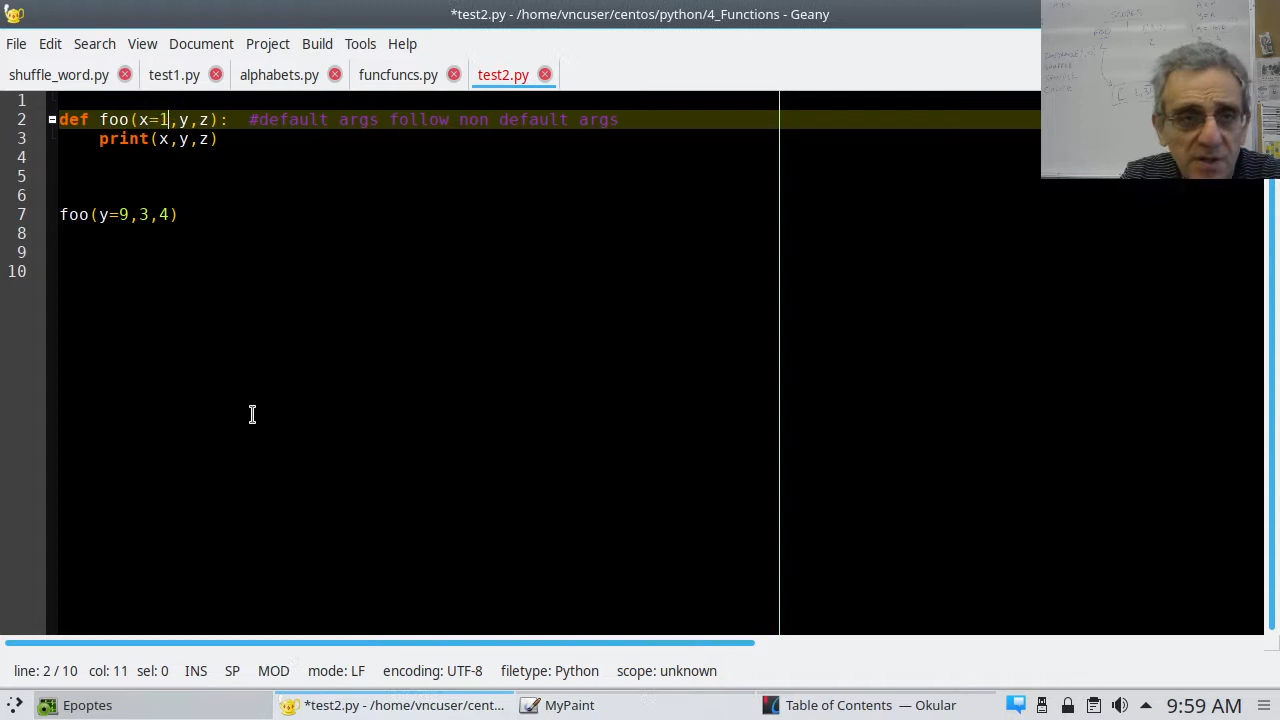 *test2.py - /home/vncuser/centos/python/4_Functions - Geany
File Edit Search View Document Project Build Tools Help
shuffle_word.py test1.py alphabets.py funcfuncs.py test2.py
1
2 def foo(x=1,y,z):  #default args follow non default args
3     print(x,y,z)
4
5
6
7 foo(y=9,3,4)
8
9
10
line: 2 / 10 col: 11 sel: 0 INS SP MOD mode: LF encoding: UTF-8 filetype: Python scope: unknown
Epoptes *test2.py - /home/vncuser/cent... MyPaint Table of Contents — Okular 9:59 AM